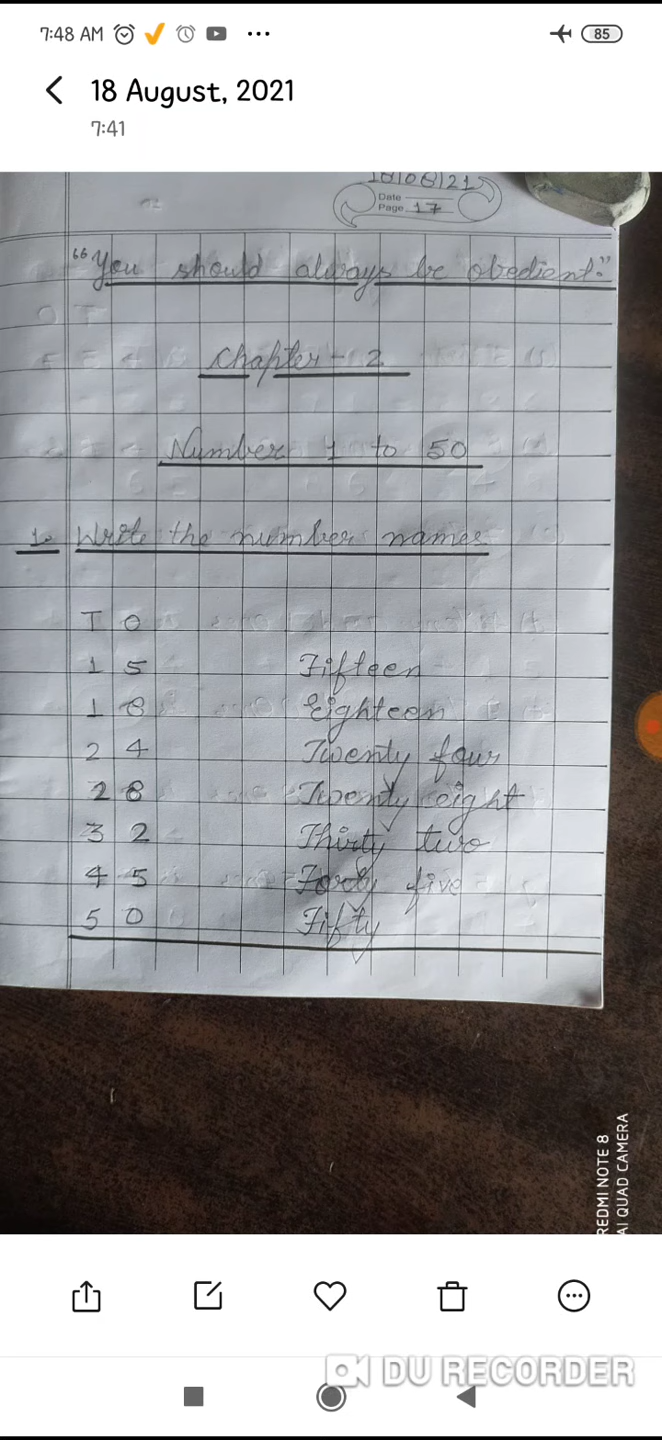 7:48 AM
85
18 August, 2021
7:41
18/08/21
Date
Page 17
"You should always be obedient."
Chapter - 2
Number 1 to 50
1. Write the number names
T O
1 5 Fifteen
1 8 Eighteen
2 4 Twenty four
2 8 Twenty eight
3 2 Thirty two
4 5 Forty five
5 0 Fifty
REDMI NOTE 8
AI QUAD CAMERA
DU RECORDER